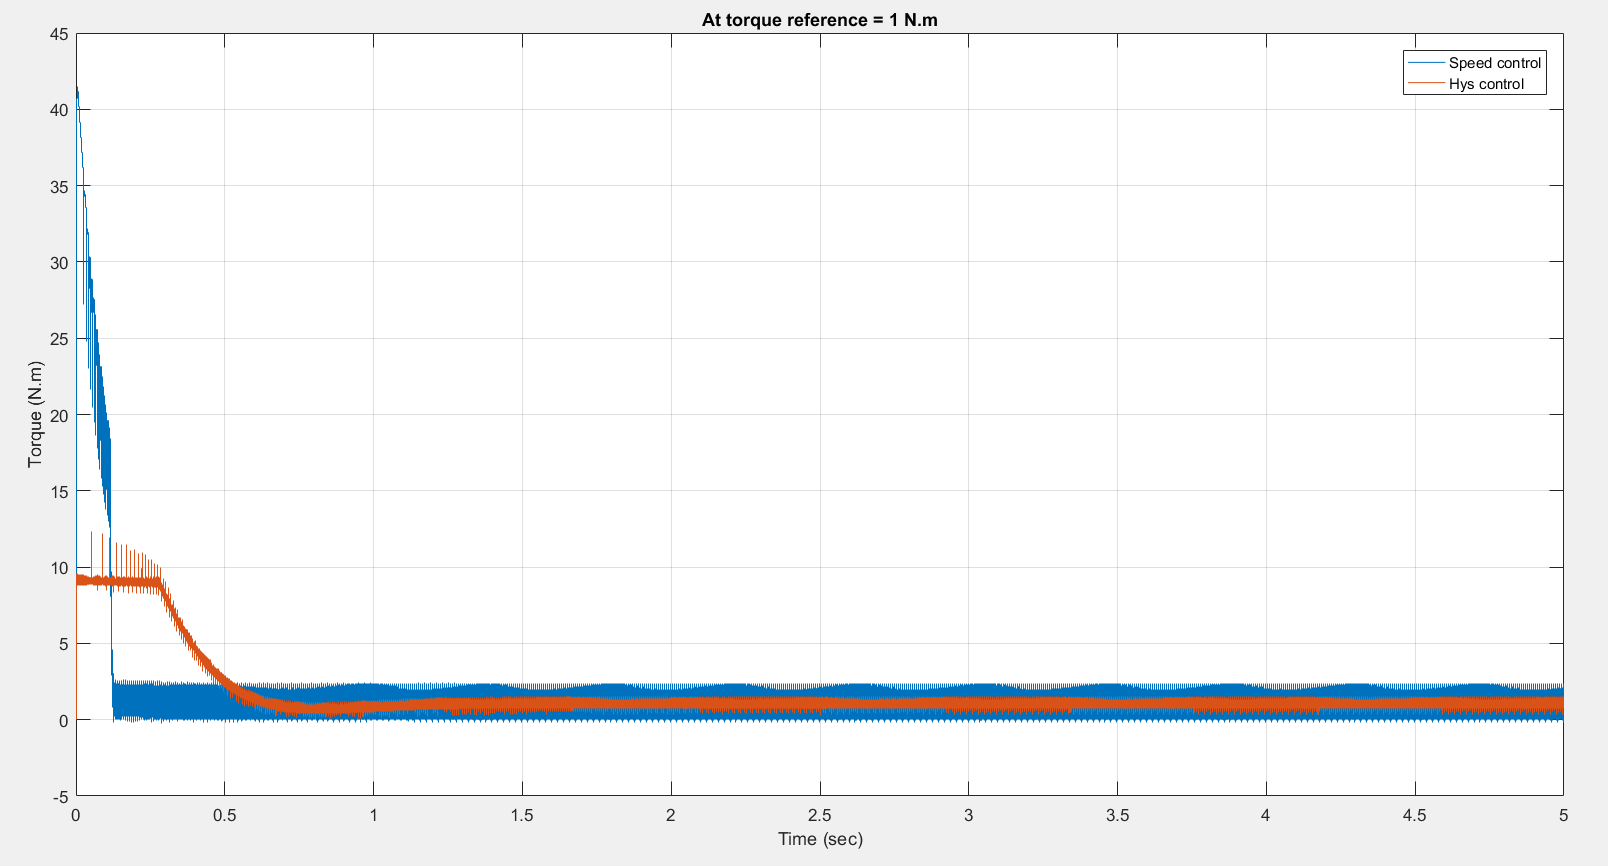 At torque reference = 1 N.m
Speed control
Hys control
45
40
35
30
25
20
15
10
5
0
-5
Torque (N.m)
0 0.5 1 1.5 2 2.5 3 3.5 4 4.5 5
Time (sec)